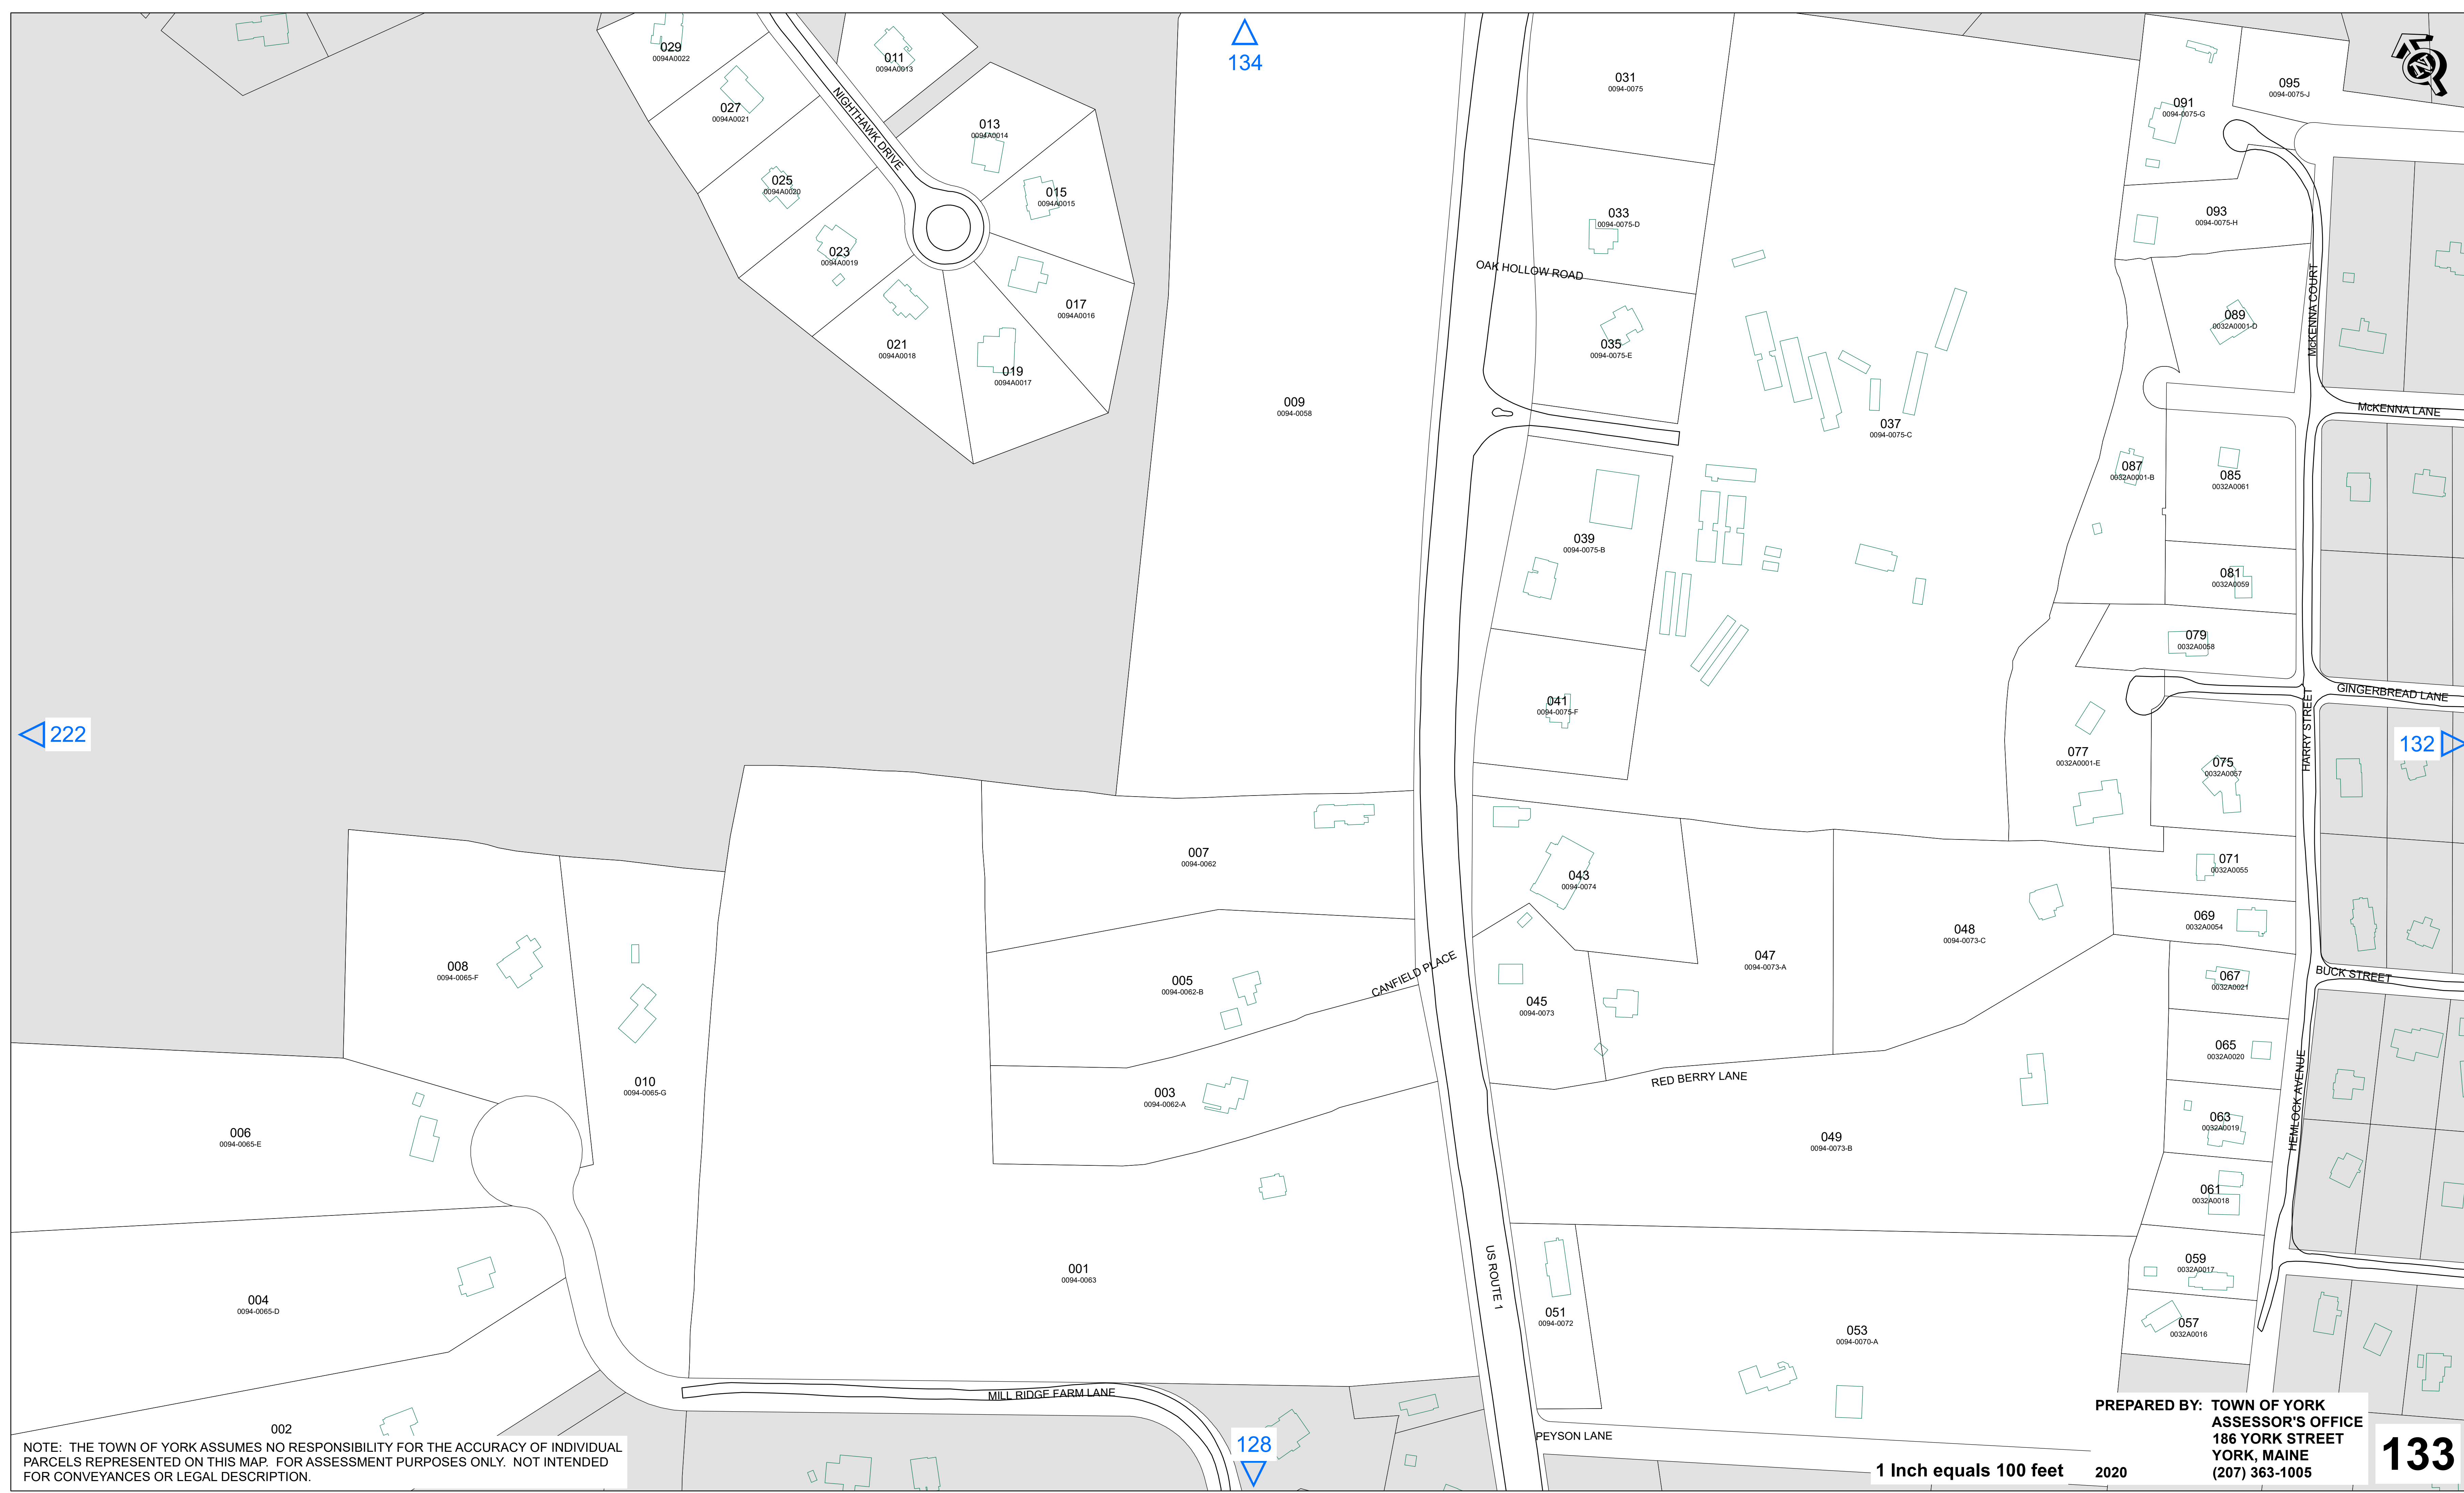 029
0094A0022
011
0094A0013
134
031
0094-0075
095
0094-0075-J
N
027
0094A0021
091
0094-0075-G
NIGHTHAWK DRIVE
013
0094A0014
025
0094A0020
015
0094A0015
033
0094-0075-D
093
0094-0075-H
023
0094A0019
OAK HOLLOW ROAD
017
0094A0016
McKENNA COURT
089
0032A0001-D
021
0094A0018
035
0094-0075-E
019
0094A0017
009
0094-0058
McKENNA LANE
037
0094-0075-C
087
0032A0001-B
085
0032A0061
039
0094-0075-B
081
0032A0059
079
0032A0058
041
0094-0075-F
GINGERBREAD LANE
HARRY STREET
222
132
077
0032A0001-E
075
0032A0057
007
0094-0062
043
0094-0074
071
0032A0055
069
0032A0054
048
0094-0073-C
047
0094-0073-A
008
0094-0065-F
CANFIELD PLACE
BUCK STREET
067
0032A0021
005
0094-0062-B
045
0094-0073
065
0032A0020
RED BERRY LANE
010
0094-0065-G
003
0094-0062-A
HEMLOCK AVENUE
063
0032A0019
006
0094-0065-E
049
0094-0073-B
061
0032A0018
059
0032A0017
001
0094-0063
US ROUTE 1
004
0094-0065-D
051
0094-0072
053
0094-0070-A
057
0032A0016
MILL RIDGE FARM LANE
002
128
PEYSON LANE
NOTE: THE TOWN OF YORK ASSUMES NO RESPONSIBILITY FOR THE ACCURACY OF INDIVIDUAL
PARCELS REPRESENTED ON THIS MAP. FOR ASSESSMENT PURPOSES ONLY. NOT INTENDED
FOR CONVEYANCES OR LEGAL DESCRIPTION.
1 Inch equals 100 feet
PREPARED BY: TOWN OF YORK
ASSESSOR'S OFFICE
186 YORK STREET
YORK, MAINE
2020 (207) 363-1005
133